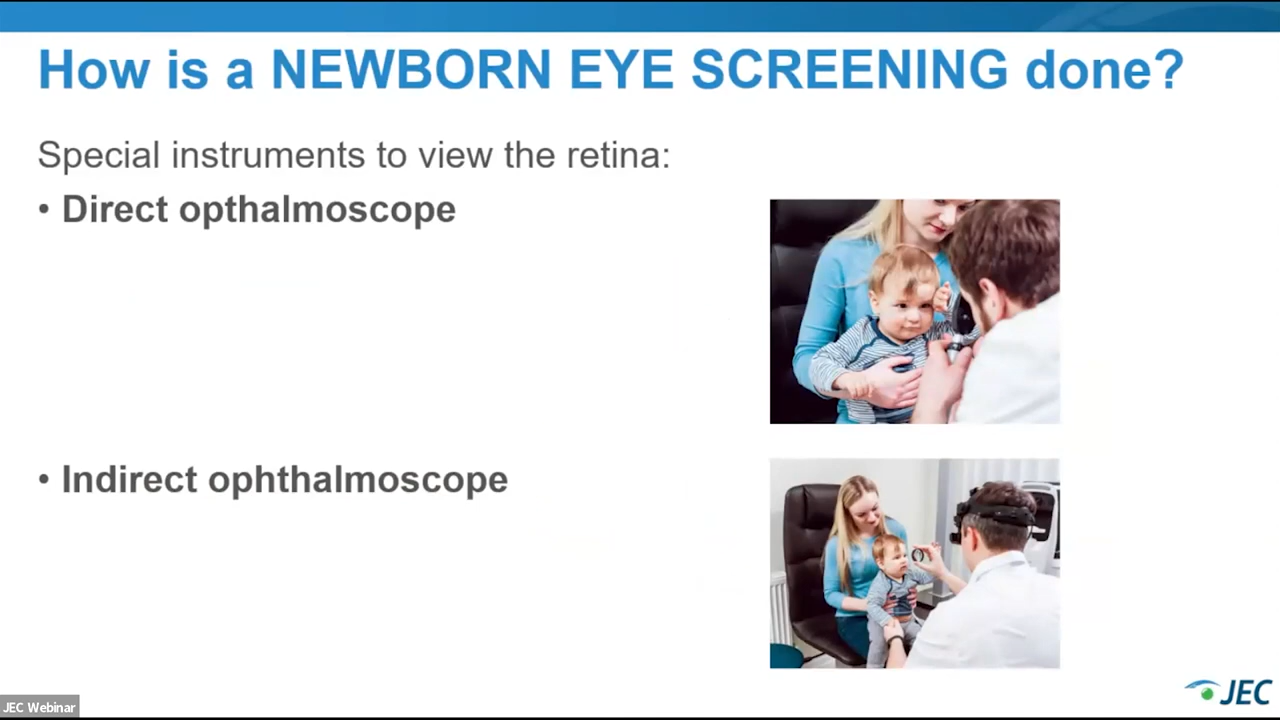 How is a NEWBORN EYE SCREENING done?
Special instruments to view the retina:
• Direct opthalmoscope
• Indirect ophthalmoscope
JEC Webinar
JEC